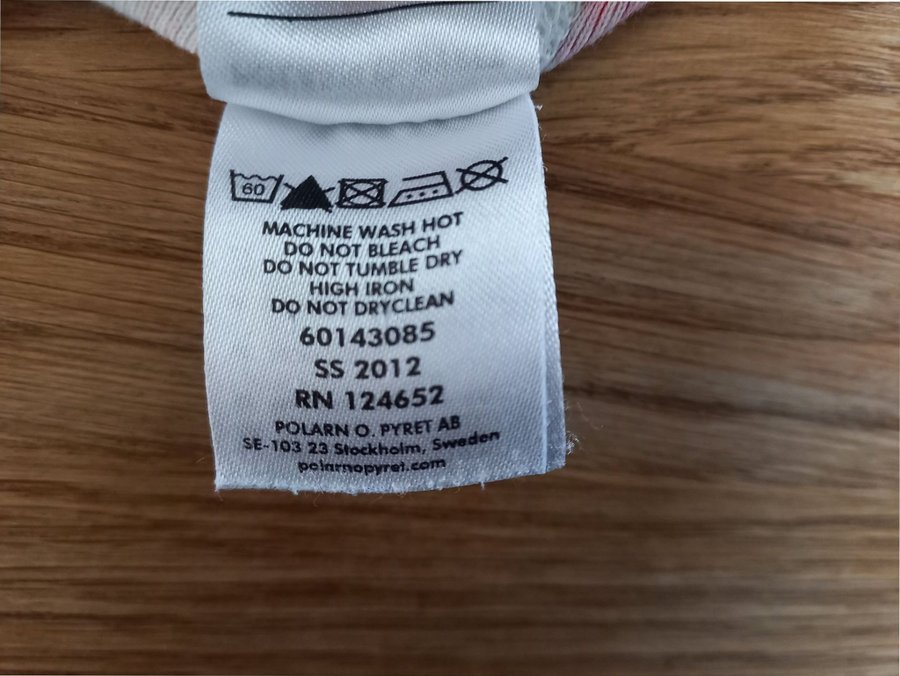 60
MACHINE WASH HOT
DO NOT BLEACH
DO NOT TUMBLE DRY
HIGH IRON
DO NOT DRYCLEAN
60143085
SS 2012
RN 124652
POLARN O. PYRET AB
SE-103 23 Stockholm, Sweden
polarnopyret.com